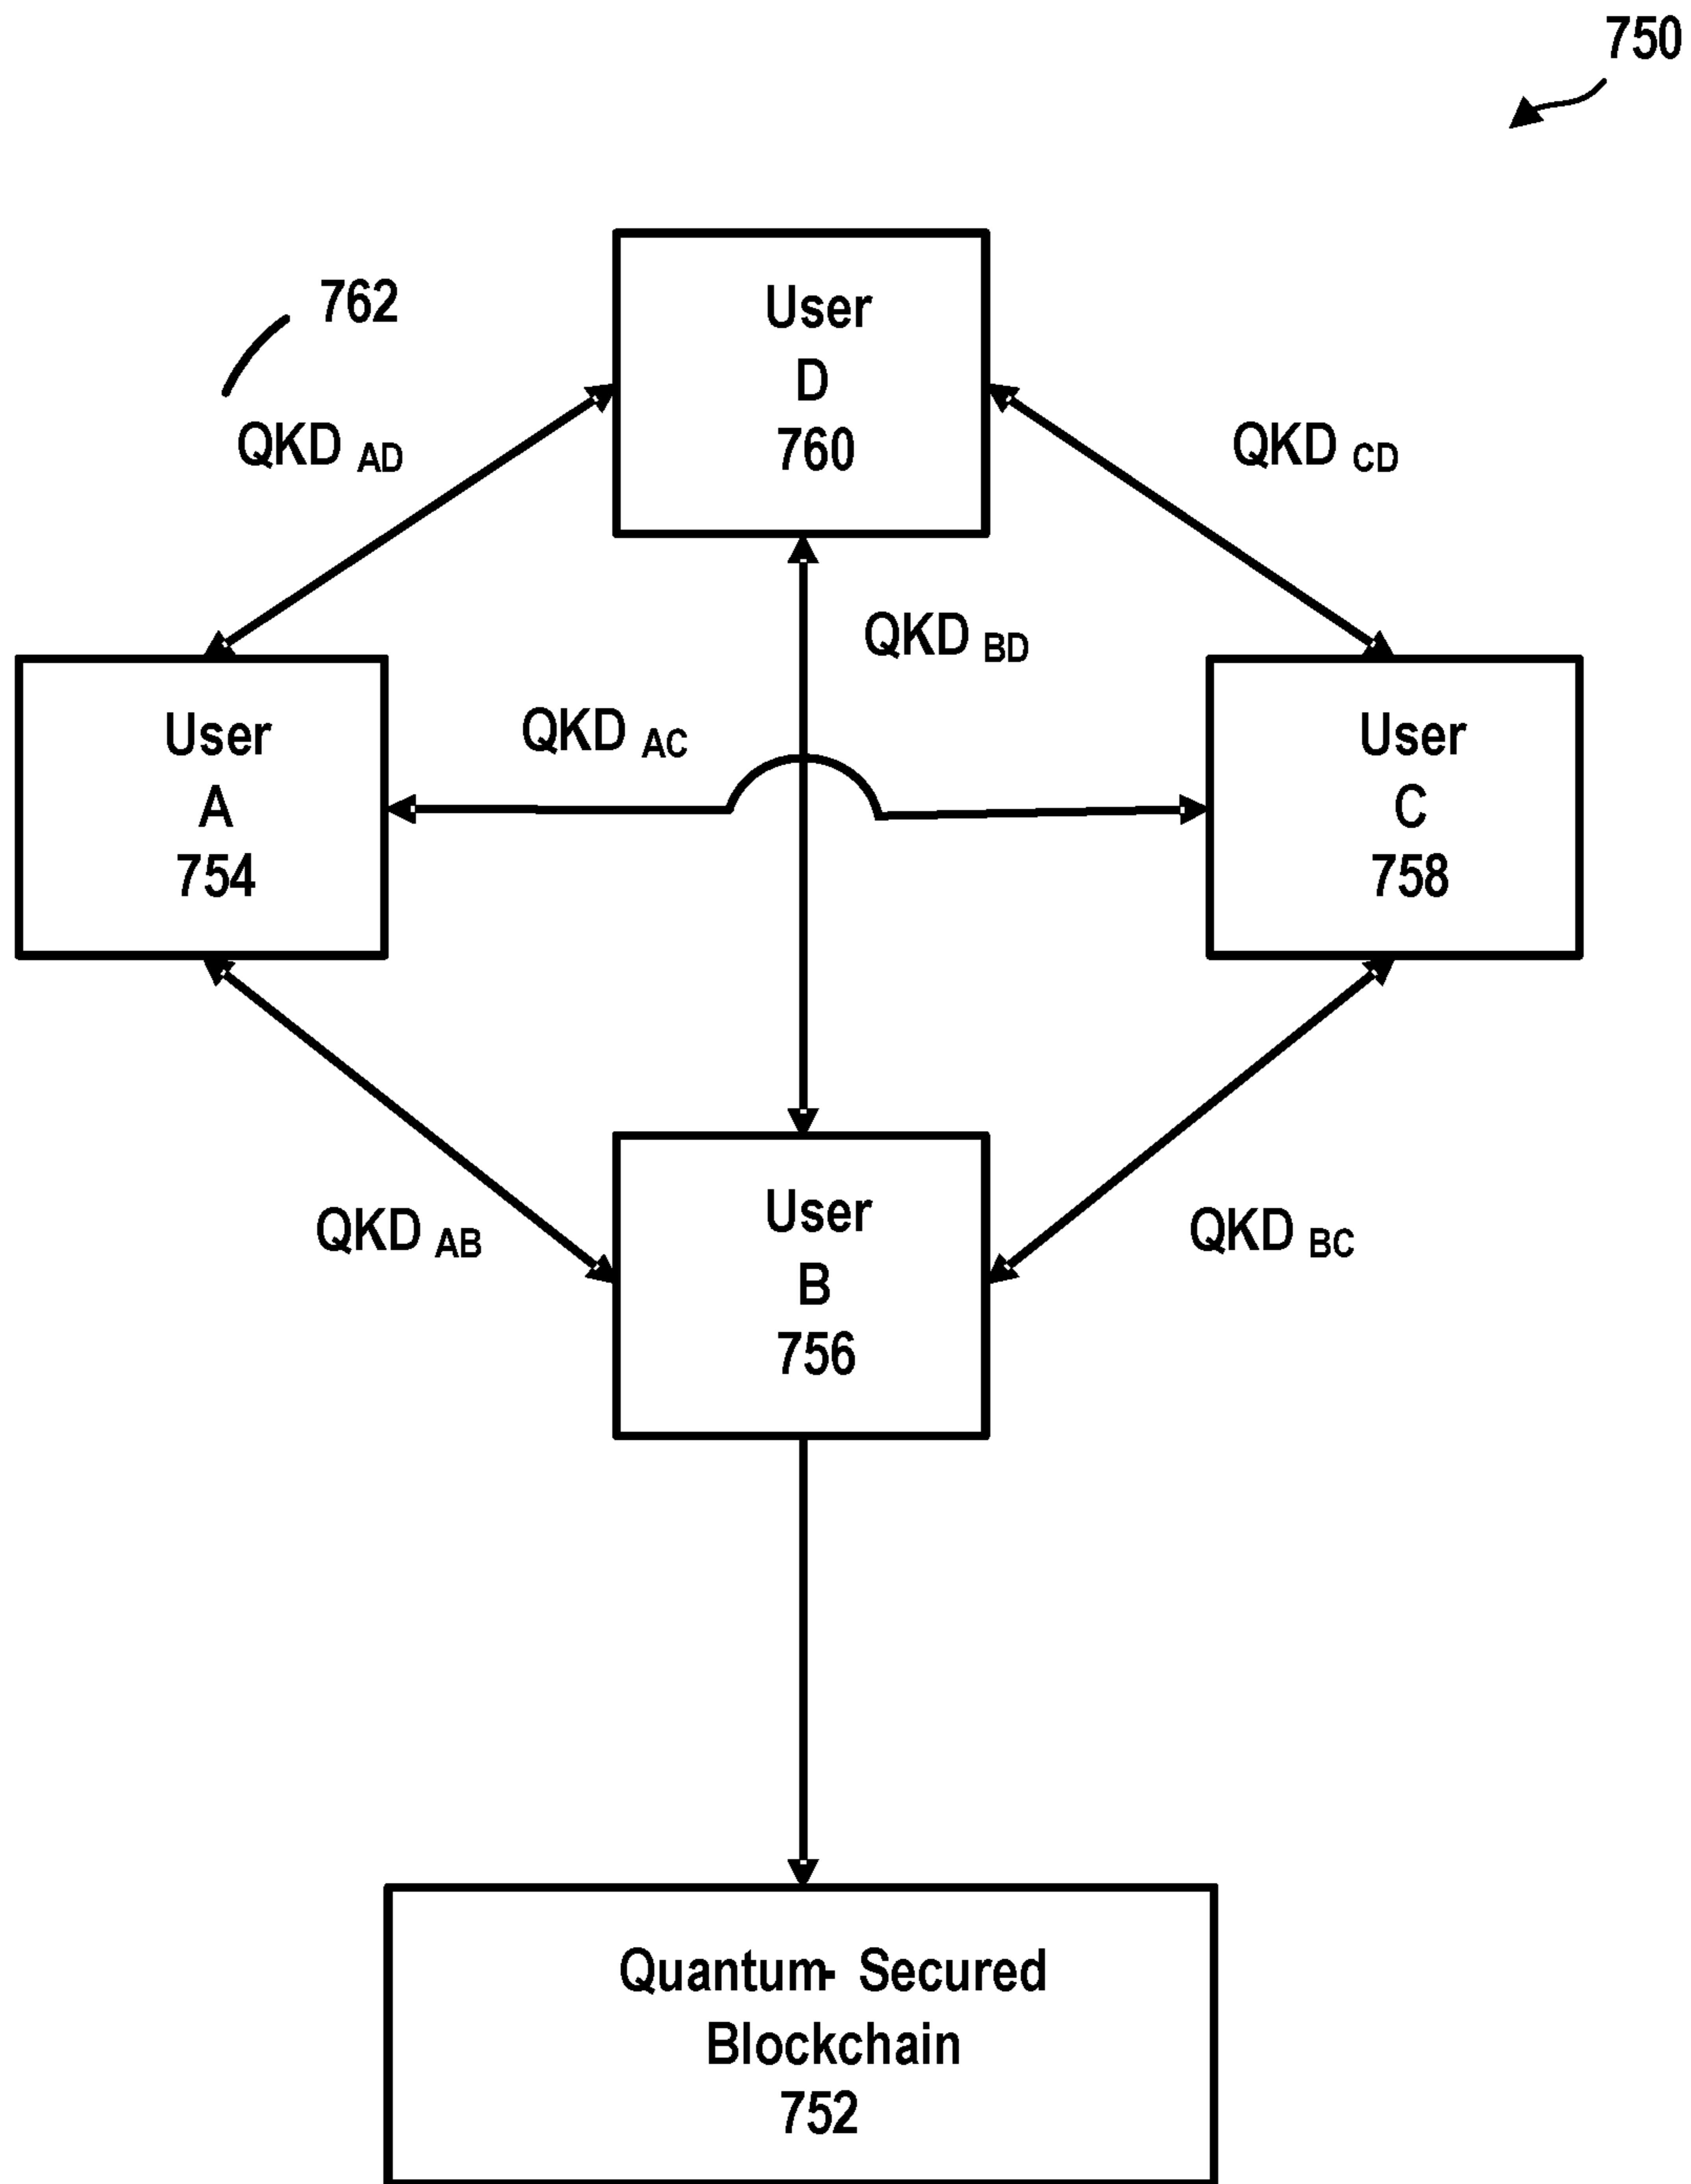 750
762
User
D
760
QKD AD
QKD CD
QKD BD
User
A
754
QKD AC
User
C
758
QKD AB
User
B
756
QKD BC
Quantum- Secured
Blockchain
752